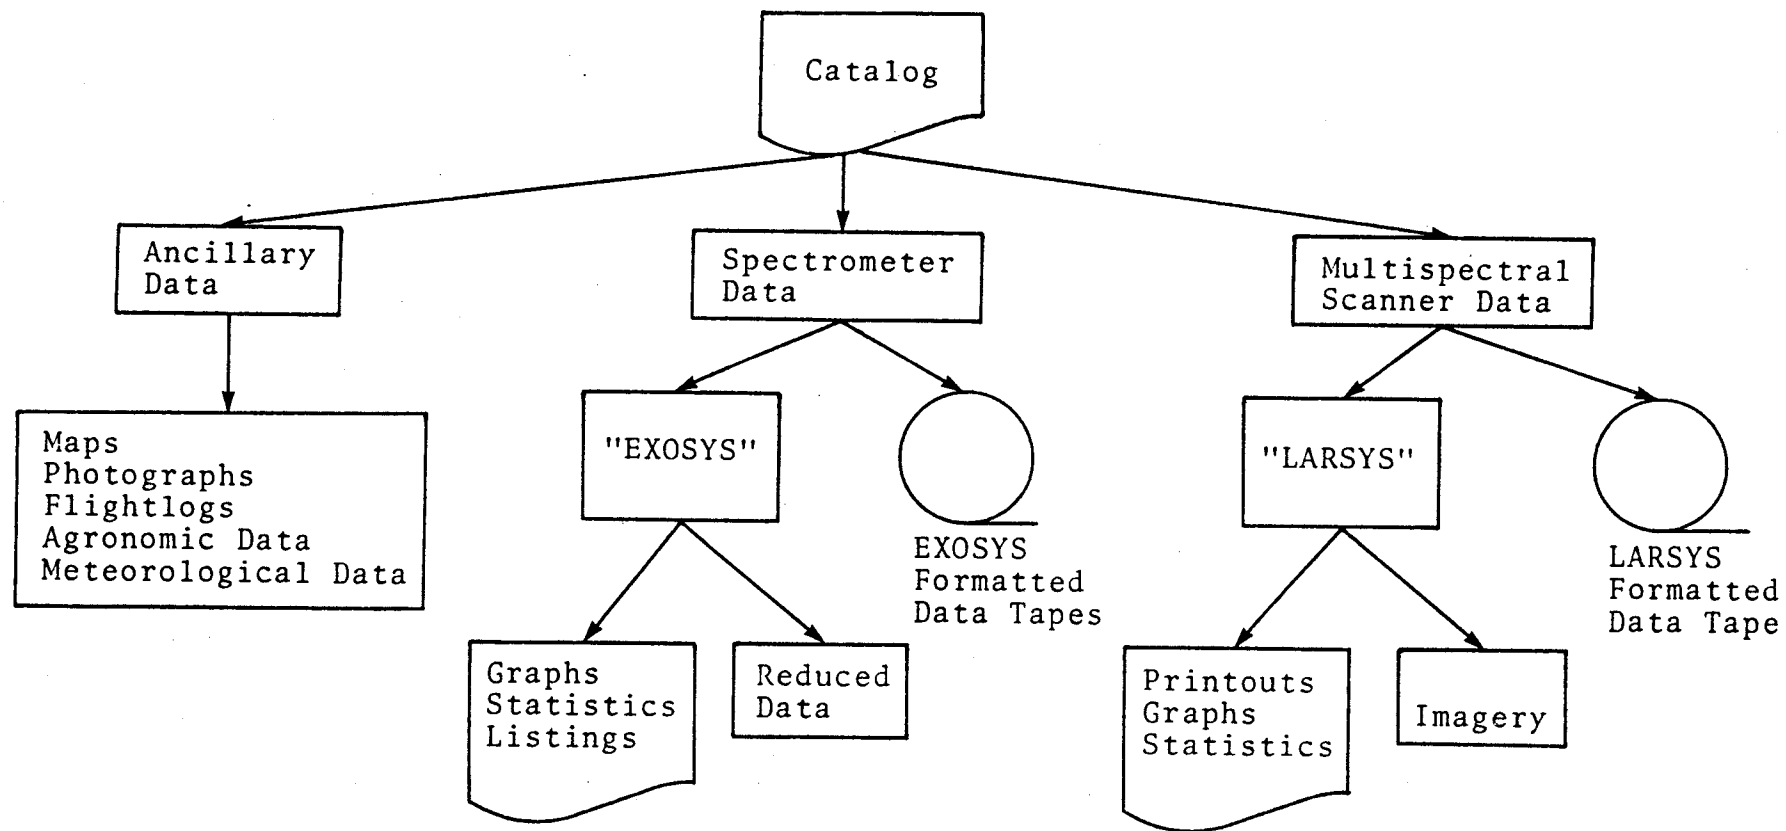 Catalog
Ancillary
Data
Spectrometer
Data
Multispectral
Scanner Data
Maps
Photographs
Flightlogs
Agronomic Data
Meteorological Data
"EXOSYS"
EXOSYS
Formatted
Data Tapes
"LARSYS"
LARSYS
Formatted
Data Tape
Graphs
Statistics
Listings
Reduced
Data
Printouts
Graphs
Statistics
Imagery